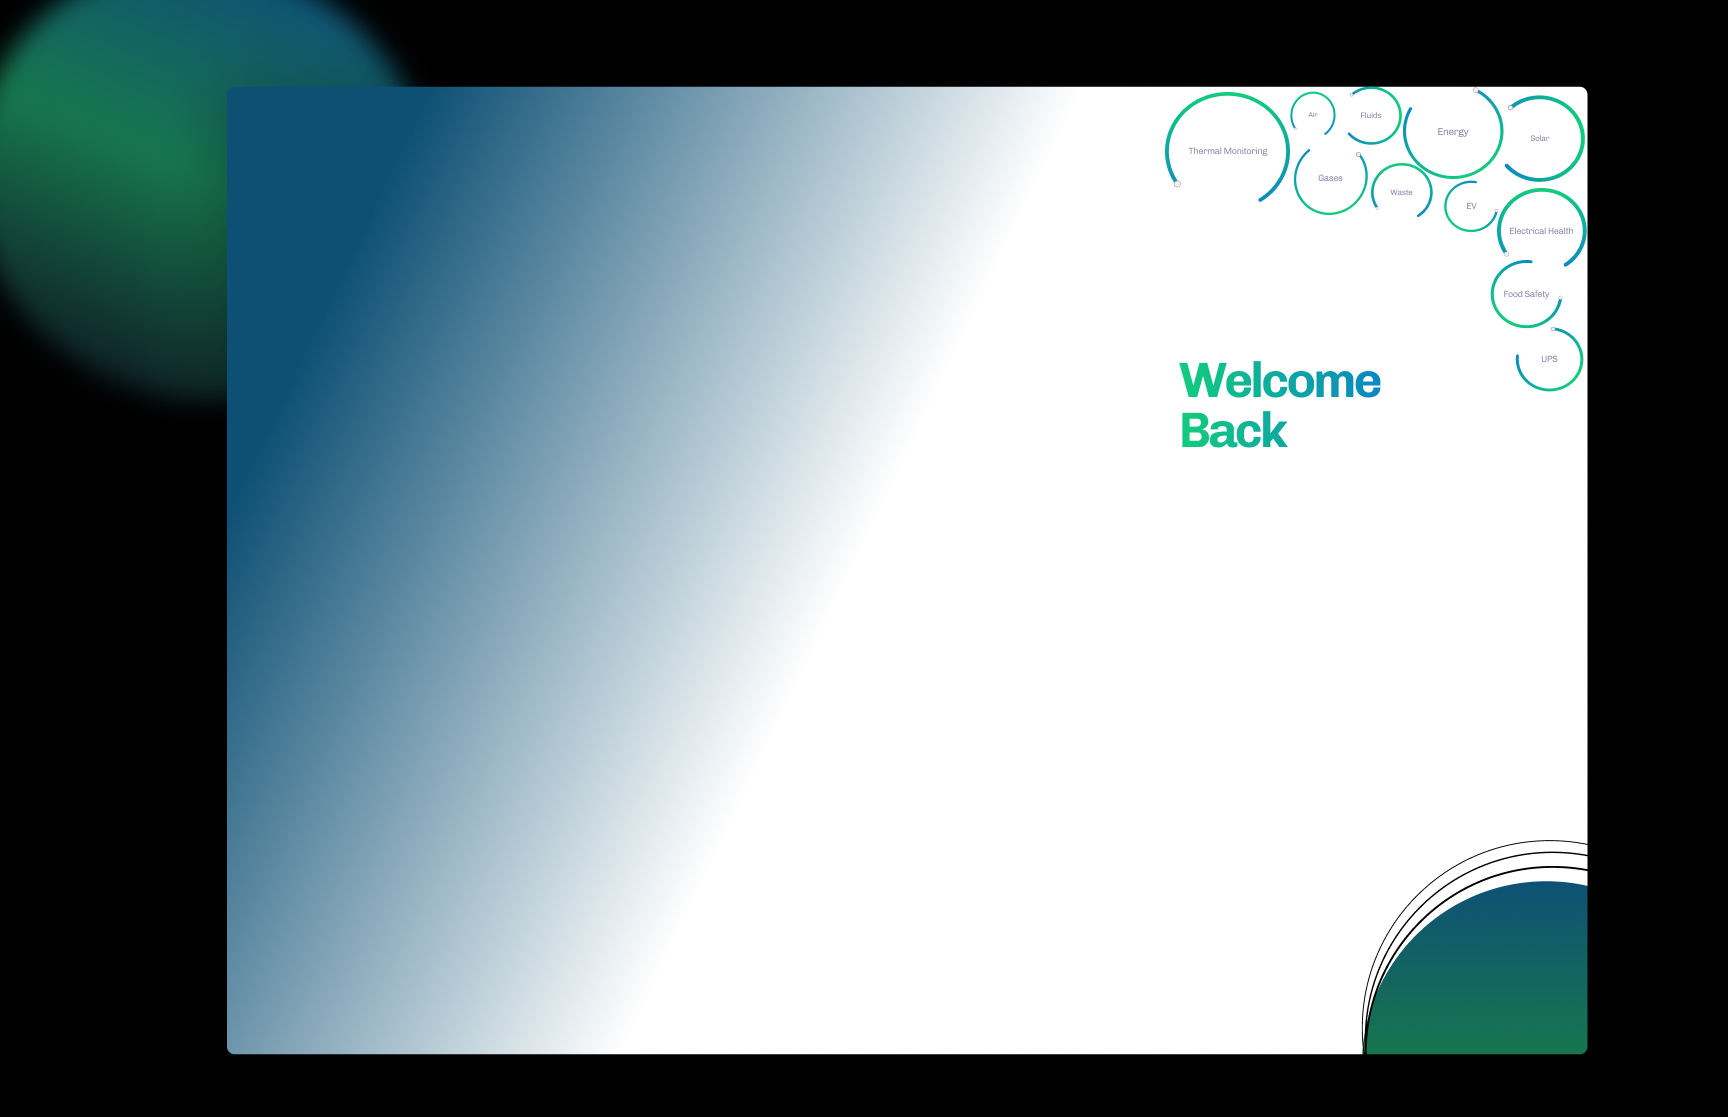 Thermal Monitoring
Air
Fluids
Energy
Solar
Gases
Waste
EV
Electrical Health
Food Safety
UPS
Welcome
Back